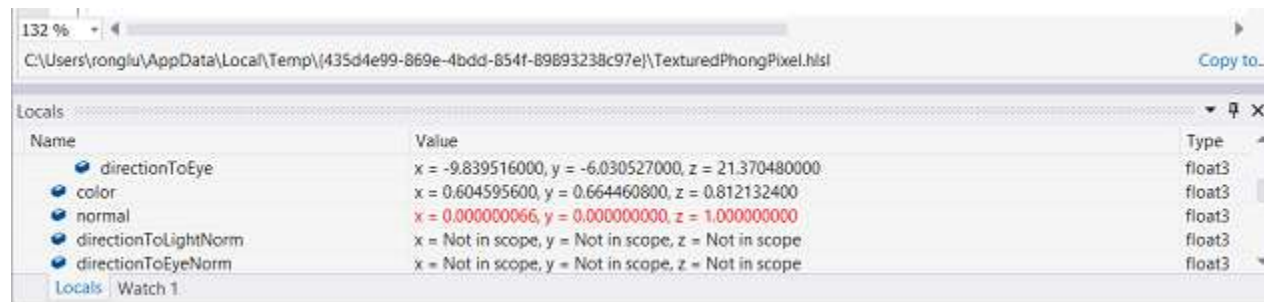 132 %
C:\Users\ronglu\AppData\Local\Temp\{435d4e99-869e-4bdd-854f-89893238c97e}\TexturedPhongPixel.hlsl Copy to...
Locals
Name Value Type
directionToEye x = -9.839516000, y = -6.030527000, z = 21.370480000 float3
color x = 0.604595600, y = 0.664460800, z = 0.812132400 float3
normal x = 0.000000066, y = 0.000000000, z = 1.000000000 float3
directionToLightNorm x = Not in scope, y = Not in scope, z = Not in scope float3
directionToEyeNorm x = Not in scope, y = Not in scope, z = Not in scope float3
Locals Watch 1